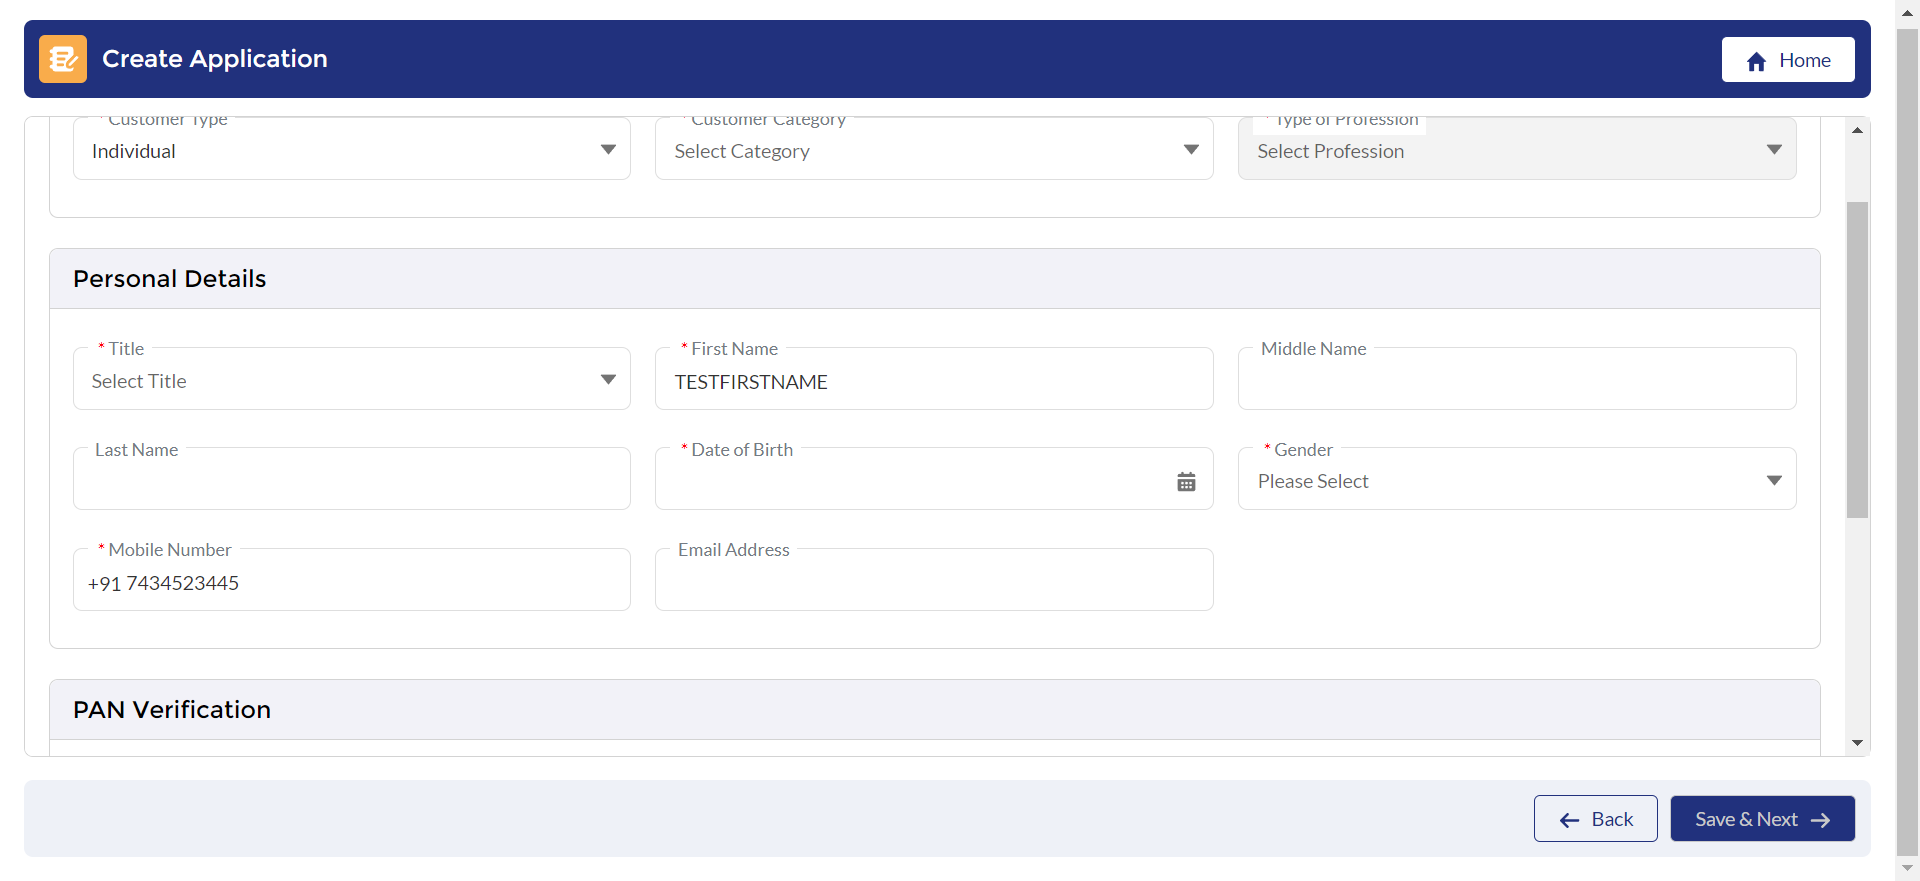 Create Application
Home
* Customer Type
* Customer Category
* Type of Profession
Individual
Select Category
Select Profession
Personal Details
* Title
* First Name
Middle Name
Select Title
TESTFIRSTNAME
Last Name
* Date of Birth
* Gender
Please Select
* Mobile Number
Email Address
+91 7434523445
PAN Verification
Back
Save & Next